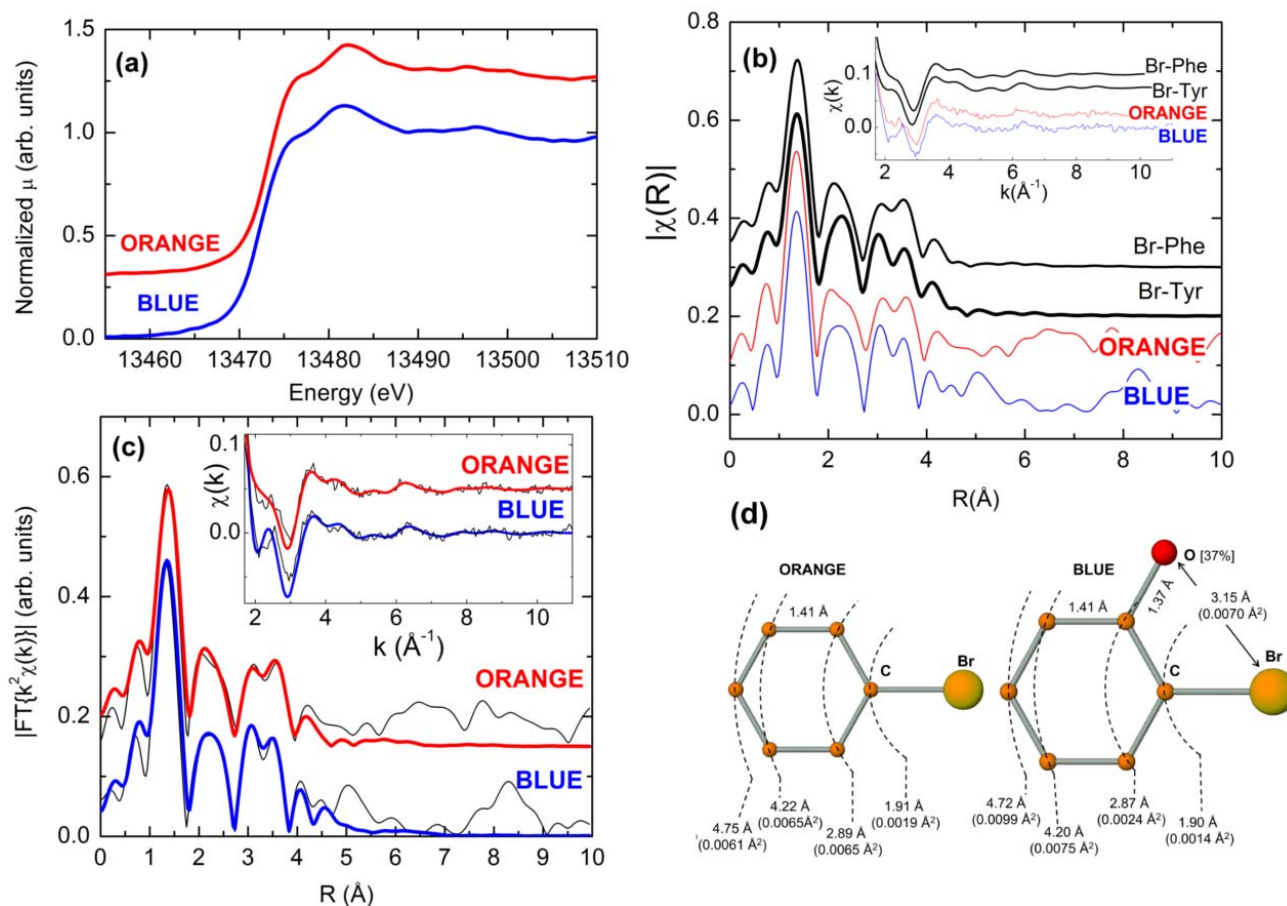 (a)
1.5
1.0
0.5
0.0
Normalized μ (arb. units)
ORANGE
BLUE
13460 13470 13480 13490 13500 13510
Energy (eV)
(b)
0.8
0.6
0.4
0.2
0.0
|χ(R)|
0.1
0.0
χ(k)
Br-Phe
Br-Tyr
ORANGE
BLUE
2 4 6 8 10
k(Å⁻¹)
Br-Phe
Br-Tyr
ORANGE
BLUE
0 2 4 6 8 10
R(Å)
(c)
0.6
0.4
0.2
0.0
|FT{k²χ(k)}| (arb. units)
0.1
0.0
χ(k)
ORANGE
BLUE
2 4 6 8 10
k (Å⁻¹)
ORANGE
BLUE
0 1 2 3 4 5 6 7 8 9 10
R (Å)
(d)
ORANGE
1.41 Å
C
Br
1.91 Å
(0.0019 Å²)
2.89 Å
(0.0065 Å²)
4.22 Å
(0.0065Å²)
4.75 Å
(0.0061 Å²)
BLUE
O [37%]
1.41 Å
1.37 Å
3.15 Å
(0.0070 Å²)
C
Br
4.72 Å
(0.0099 Å²)
4.20 Å
(0.0075 Å²)
2.87 Å
(0.0024 Å²)
1.90 Å
(0.0014 Å²)